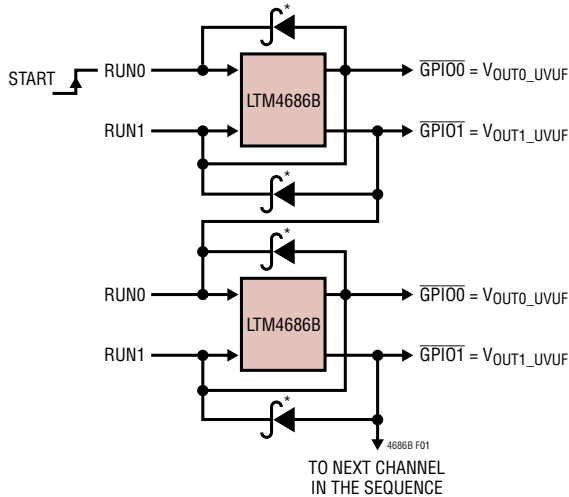 *
START
RUN0
LTM4686B
GPIO0 = VOUT0_UVUF
RUN1
GPIO1 = VOUT1_UVUF
*
*
RUN0
LTM4686B
GPIO0 = VOUT0_UVUF
RUN1
GPIO1 = VOUT1_UVUF
*
4686B F01
TO NEXT CHANNEL
IN THE SEQUENCE